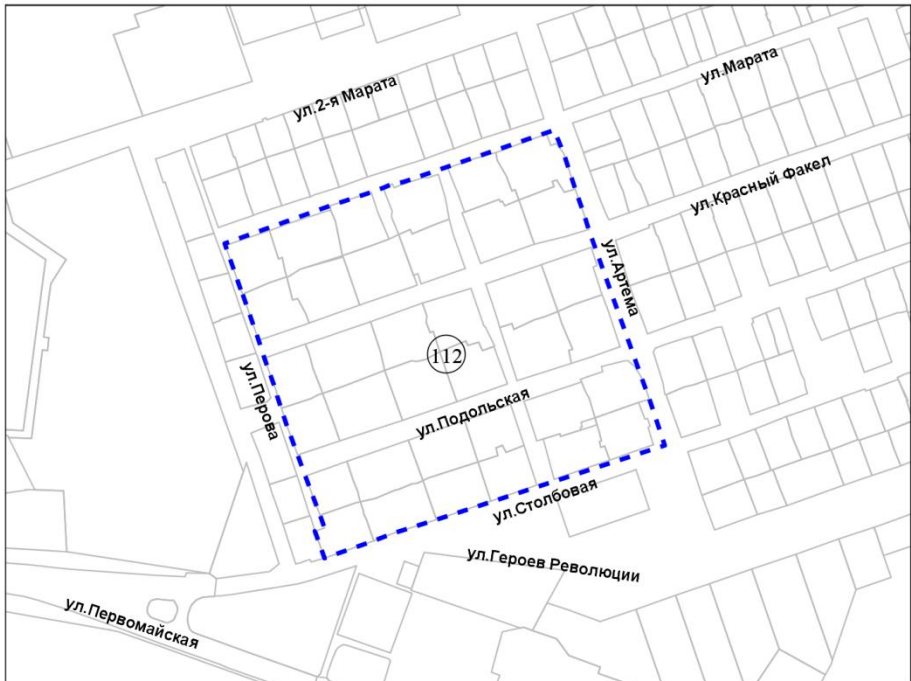 ул.2-я Марата
ул.Марата
ул.Красный Факел
ул.Артема
112
ул.Перова
ул.Подольская
ул.Столбовая
ул.Героев Революции
ул.Первомайская